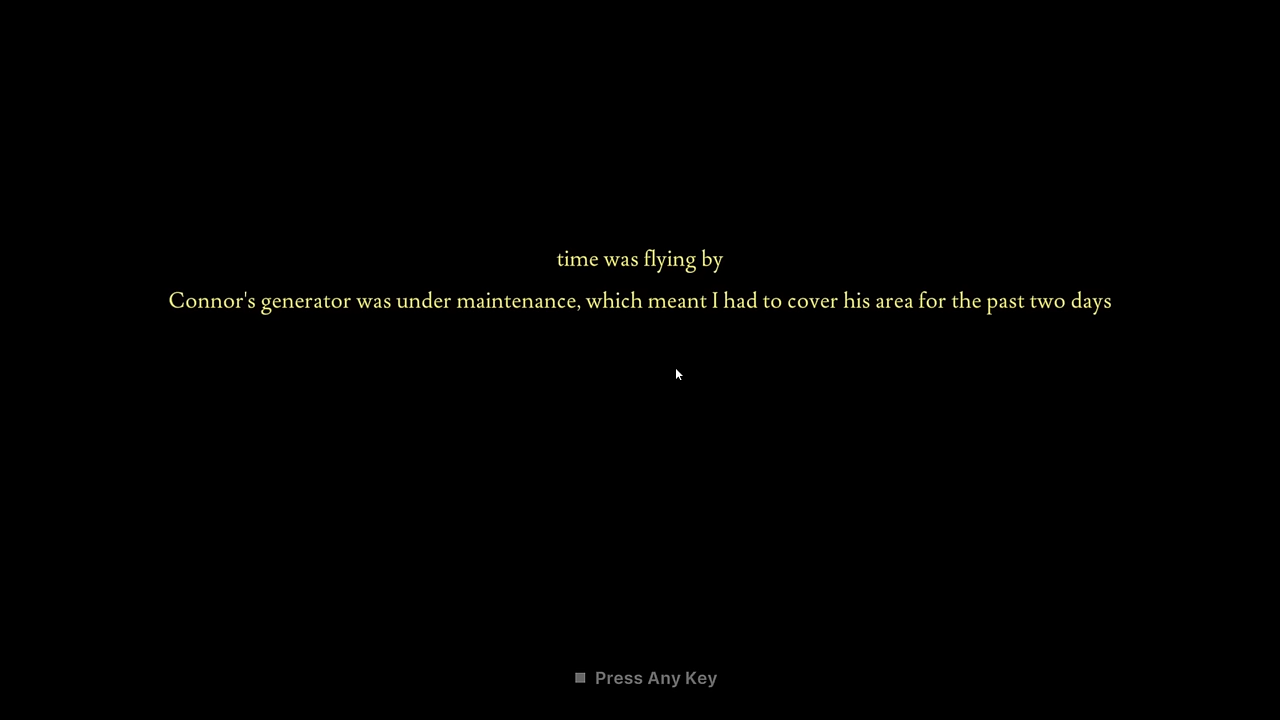 time was flying by
Connor's generator was under maintenance, which meant I had to cover his area for the past two days
Press Any Key